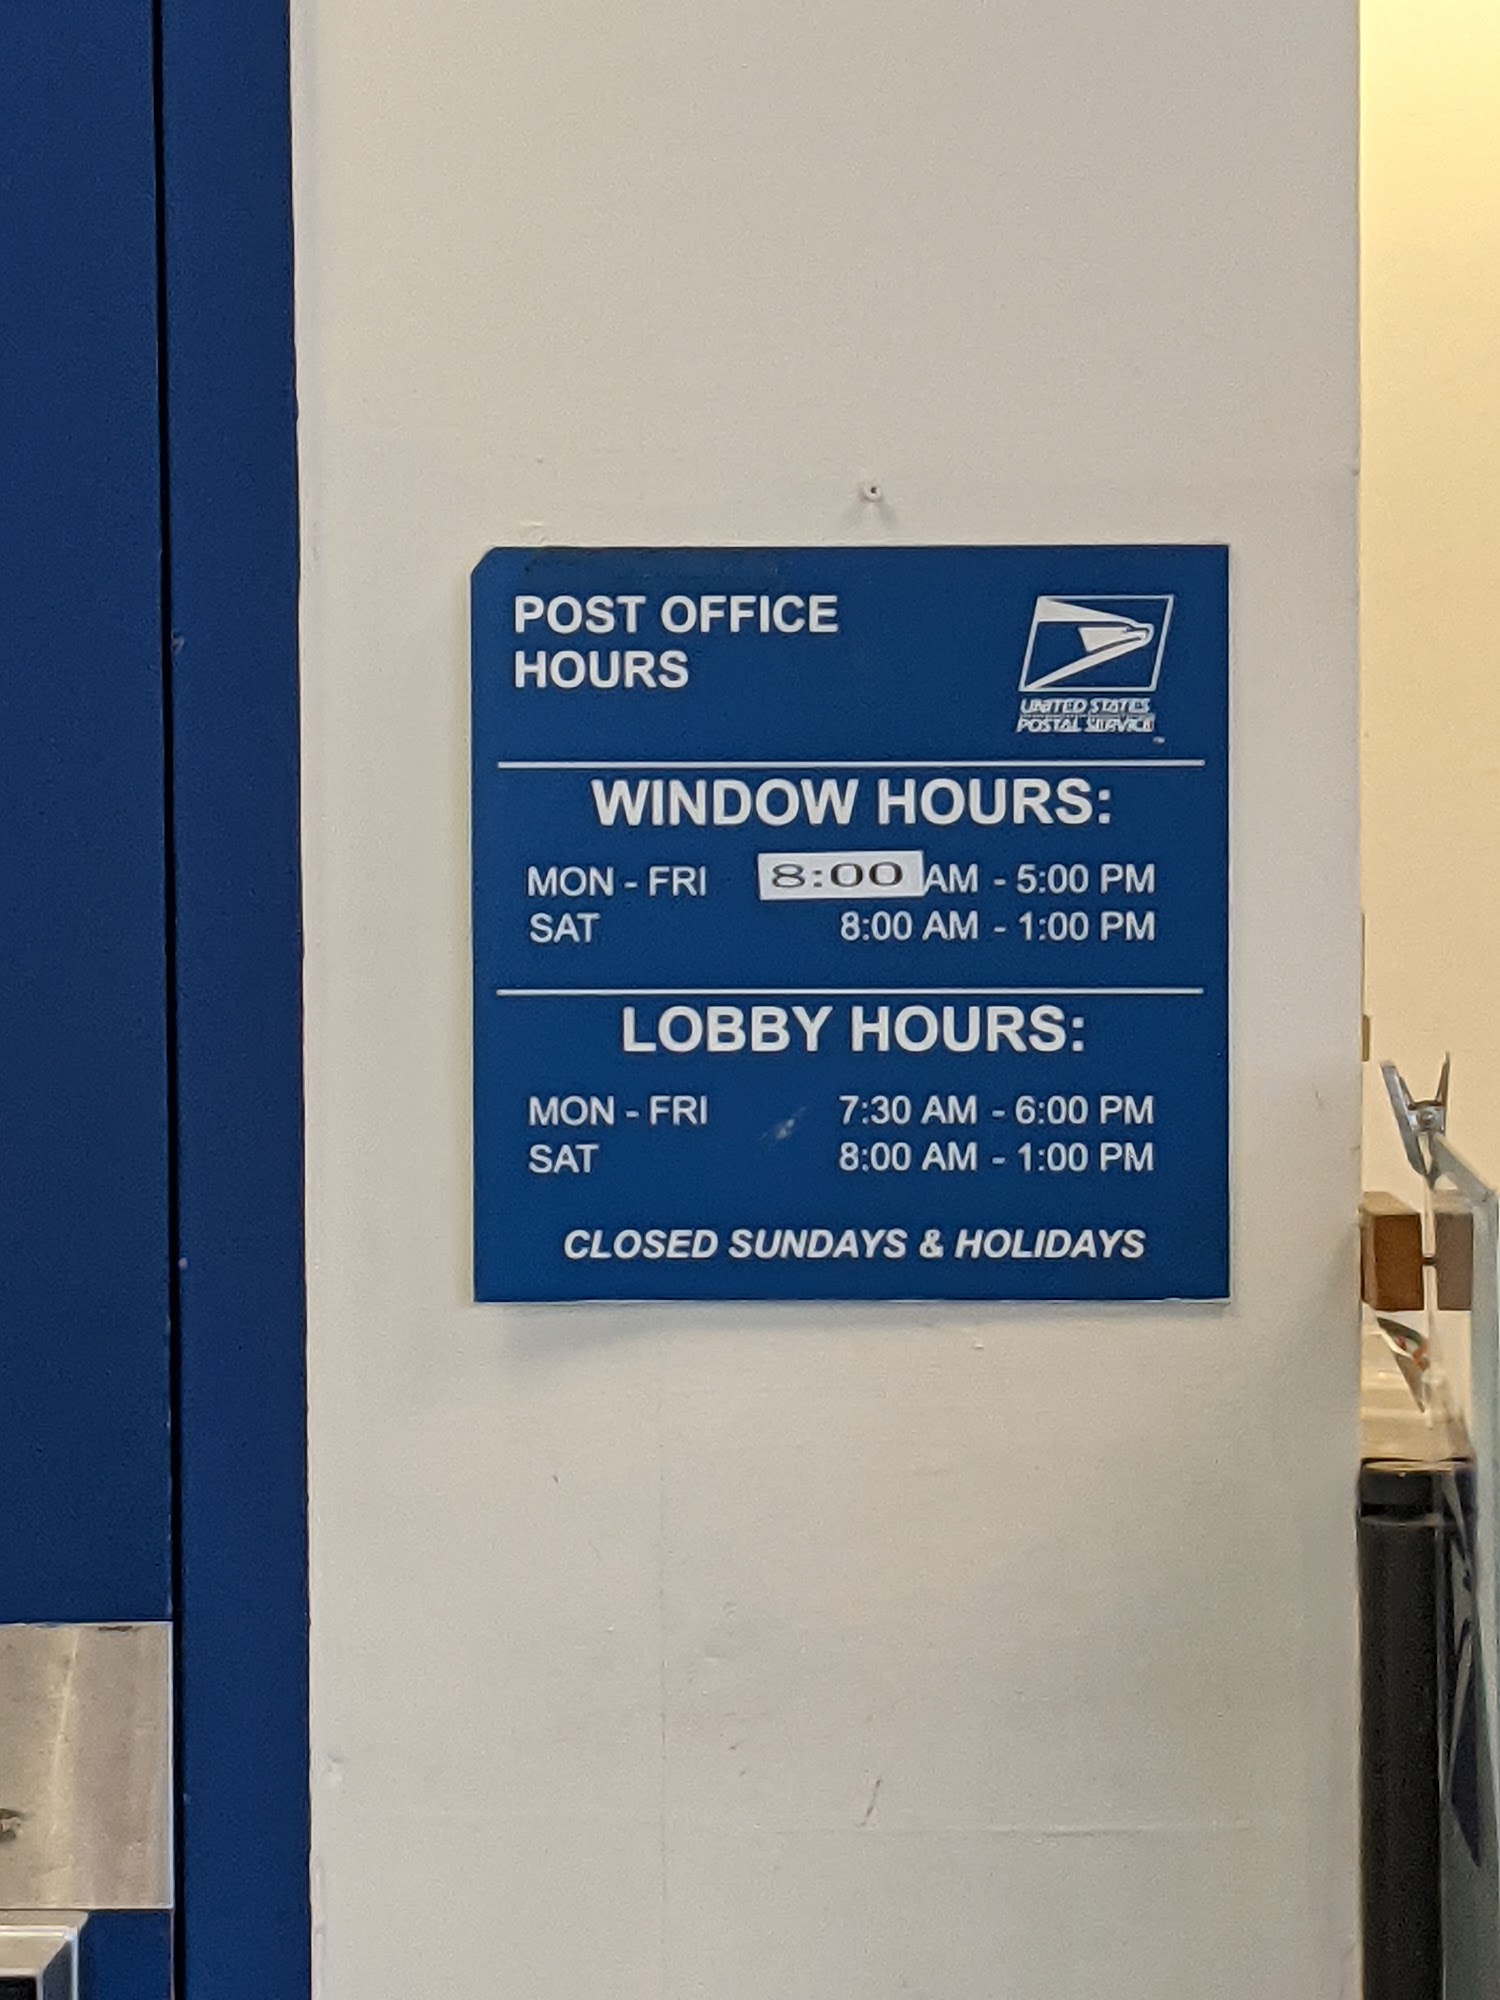 POST OFFICE
HOURS
UNITED STATES
POSTAL SERVICE
WINDOW HOURS:
MON - FRI 8:00 AM - 5:00 PM
SAT 8:00 AM - 1:00 PM
LOBBY HOURS:
MON - FRI 7:30 AM - 6:00 PM
SAT 8:00 AM - 1:00 PM
CLOSED SUNDAYS & HOLIDAYS